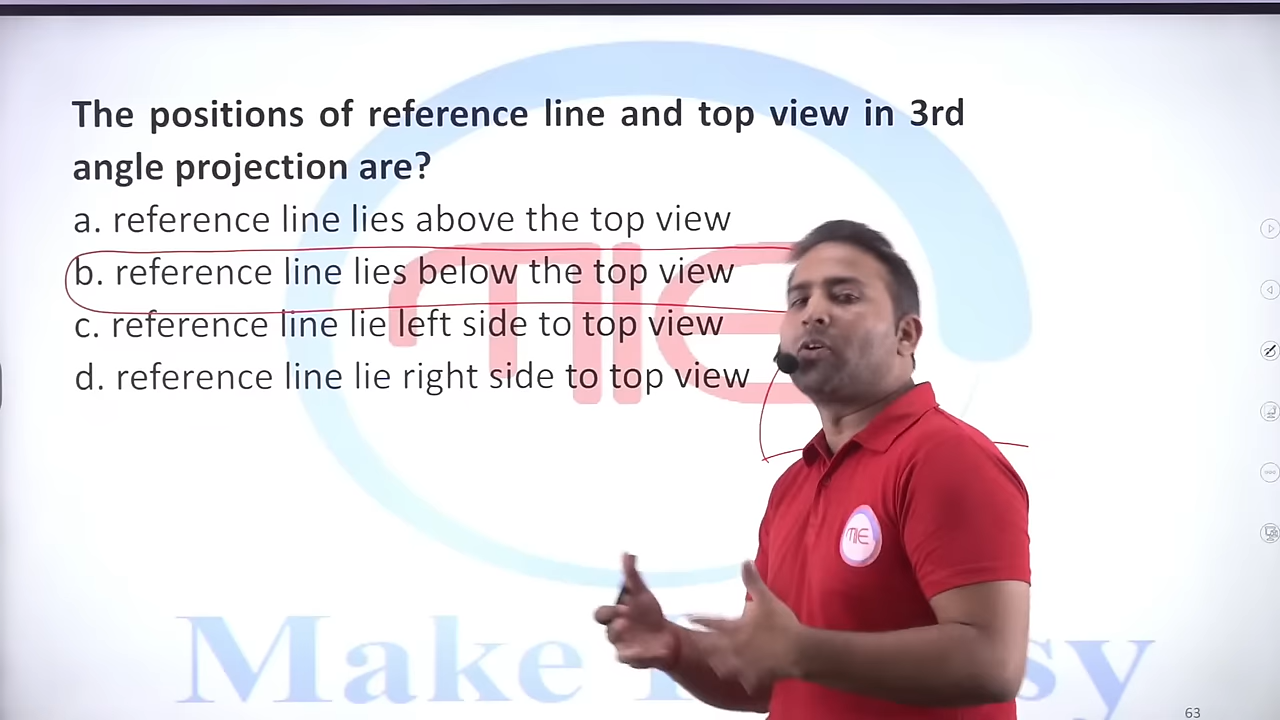 The positions of reference line and top view in 3rd
angle projection are?
a. reference line lies above the top view
b. reference line lies below the top view
c. reference line lie left side to top view
d. reference line lie right side to top view
MIE
MIE
Make
sy
63